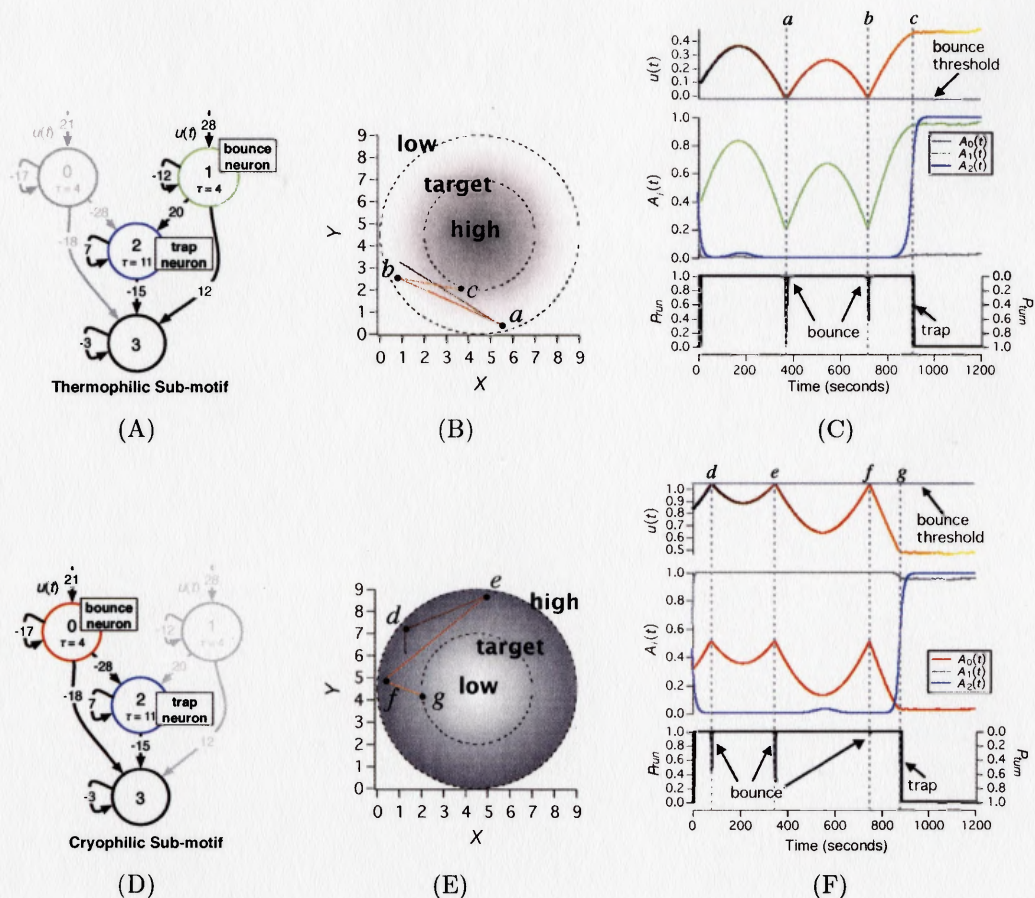 21
28
u(t)
u(t)
bounce
neuron
-17
0
τ = 4
-12
1
τ = 4
-28
20
-18
7
2
τ = 11
trap
neuron
-15
12
-3
3
Thermophilic Sub-motif
(A)
9
8
7
6
5
4
3
2
1
0
Y
low
target
high
b
c
a
0 1 2 3 4 5 6 7 8 9
X
(B)
a b c
0.4
0.3
0.2
0.1
0.0
u(t)
bounce
threshold
1.0
0.8
0.6
0.4
0.2
0.0
Ai(t)
A0(t)
A1(t)
A2(t)
1.0
0.8
0.6
0.4
0.2
0.0
Prun
bounce
trap
0.0
0.2
0.4
0.6
0.8
1.0
Pturn
0 200 400 600 800 1000 1200
Time (seconds)
(C)
21
28
u(t)
bounce
neuron
-17
0
τ = 4
-12
1
-28
20
-18
7
2
τ = 11
trap
neuron
-15
12
-3
3
Cryophilic Sub-motif
(D)
9
8
7
6
5
4
3
2
1
0
Y
e
high
d
target
low
f
g
0 1 2 3 4 5 6 7 8 9
X
(E)
d e f g
1.0
0.9
0.8
0.7
0.6
0.5
u(t)
bounce
threshold
1.0
0.8
0.6
0.4
0.2
0.0
Ai(t)
A0(t)
A1(t)
A2(t)
1.0
0.8
0.6
0.4
0.2
0.0
Prun
bounce
trap
0.0
0.2
0.4
0.6
0.8
1.0
Pturn
0 200 400 600 800 1000 1200
Time (seconds)
(F)